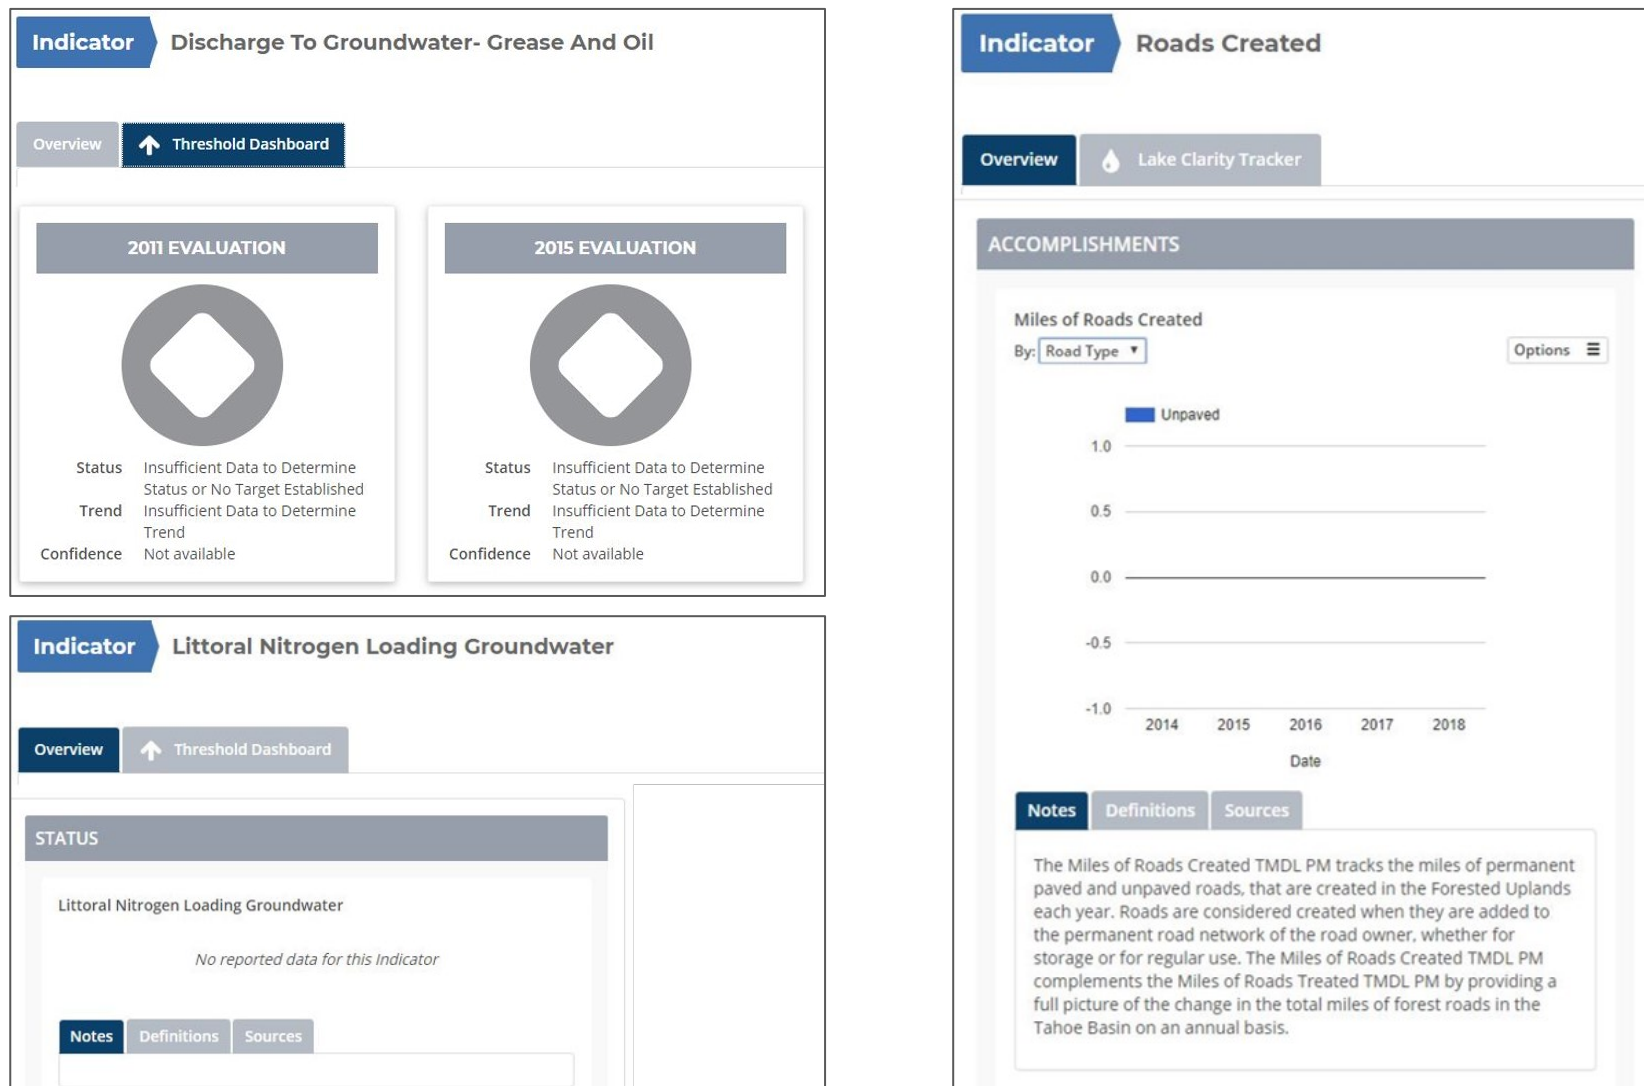 Indicator Discharge To Groundwater- Grease And Oil
Overview Threshold Dashboard
2011 EVALUATION
Status Insufficient Data to Determine
Status or No Target Established
Trend Insufficient Data to Determine
Trend
Confidence Not available
2015 EVALUATION
Status Insufficient Data to Determine
Status or No Target Established
Trend Insufficient Data to Determine
Trend
Confidence Not available
Indicator Littoral Nitrogen Loading Groundwater
Overview Threshold Dashboard
STATUS
Littoral Nitrogen Loading Groundwater
No reported data for this Indicator
Notes Definitions Sources
Indicator Roads Created
Overview Lake Clarity Tracker
ACCOMPLISHMENTS
Miles of Roads Created
By: Road Type Options
Unpaved
1.0
0.5
0.0
-0.5
-1.0
2014 2015 2016 2017 2018
Date
Notes Definitions Sources
The Miles of Roads Created TMDL PM tracks the miles of permanent
paved and unpaved roads, that are created in the Forested Uplands
each year. Roads are considered created when they are added to
the permanent road network of the road owner, whether for
storage or for regular use. The Miles of Roads Created TMDL PM
complements the Miles of Roads Treated TMDL PM by providing a
full picture of the change in the total miles of forest roads in the
Tahoe Basin on an annual basis.